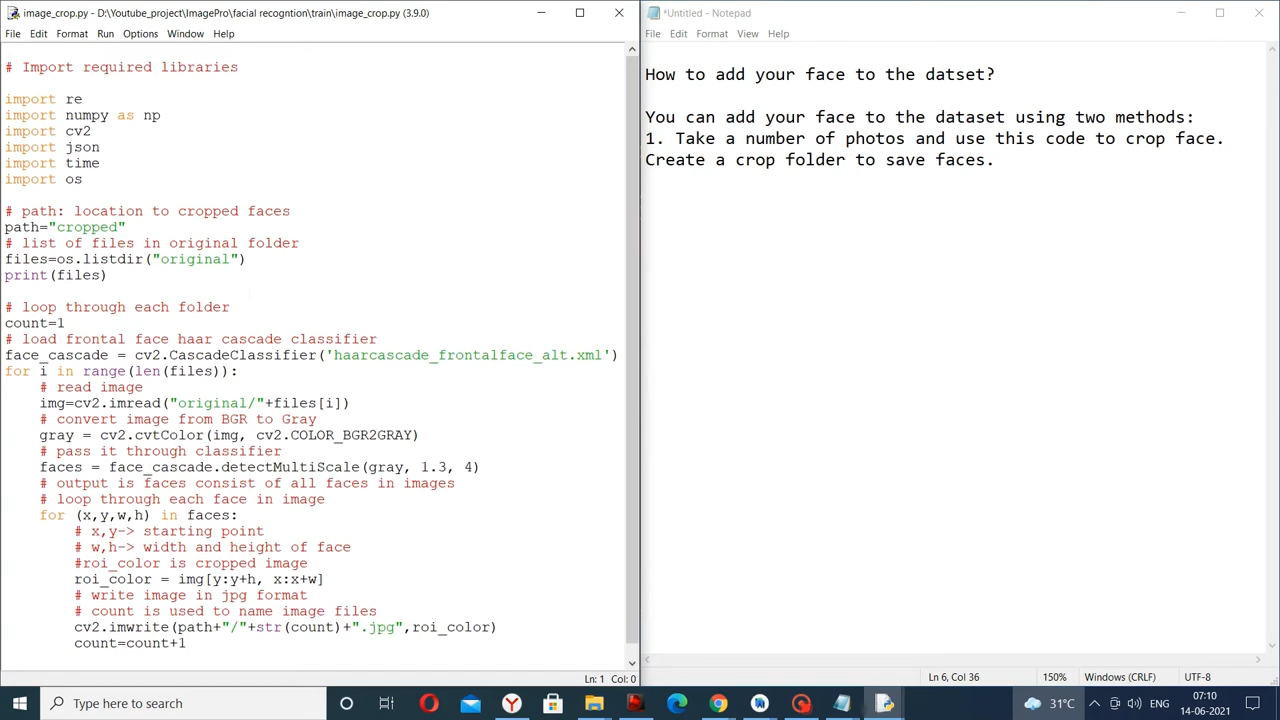 image_crop.py - D:\Youtube_project\ImagePro\facial recogntion\train\image_crop.py (3.9.0)
File Edit Format Run Options Window Help
# Import required libraries
import re
import numpy as np
import cv2
import json
import time
import os
# path: location to cropped faces
path="cropped"
# list of files in original folder
files=os.listdir("original")
print(files)
# loop through each folder
count=1
# load frontal face haar cascade classifier
face_cascade = cv2.CascadeClassifier('haarcascade_frontalface_alt.xml')
for i in range(len(files)):
    # read image
    img=cv2.imread("original/"+files[i])
    # convert image from BGR to Gray
    gray = cv2.cvtColor(img, cv2.COLOR_BGR2GRAY)
    # pass it through classifier
    faces = face_cascade.detectMultiScale(gray, 1.3, 4)
    # output is faces consist of all faces in images
    # loop through each face in image
    for (x,y,w,h) in faces:
        # x,y-> starting point
        # w,h-> width and height of face
        #roi_color is cropped image
        roi_color = img[y:y+h, x:x+w]
        # write image in jpg format
        # count is used to name image files
        cv2.imwrite(path+"/"+str(count)+".jpg",roi_color)
        count=count+1
Ln: 1 Col: 0
*Untitled - Notepad
File Edit Format View Help
How to add your face to the datset?
You can add your face to the dataset using two methods:
1. Take a number of photos and use this code to crop face.
Create a crop folder to save faces.
Ln 6, Col 36 150% Windows (CRLF) UTF-8
Type here to search
31°C ENG 07:10
14-06-2021